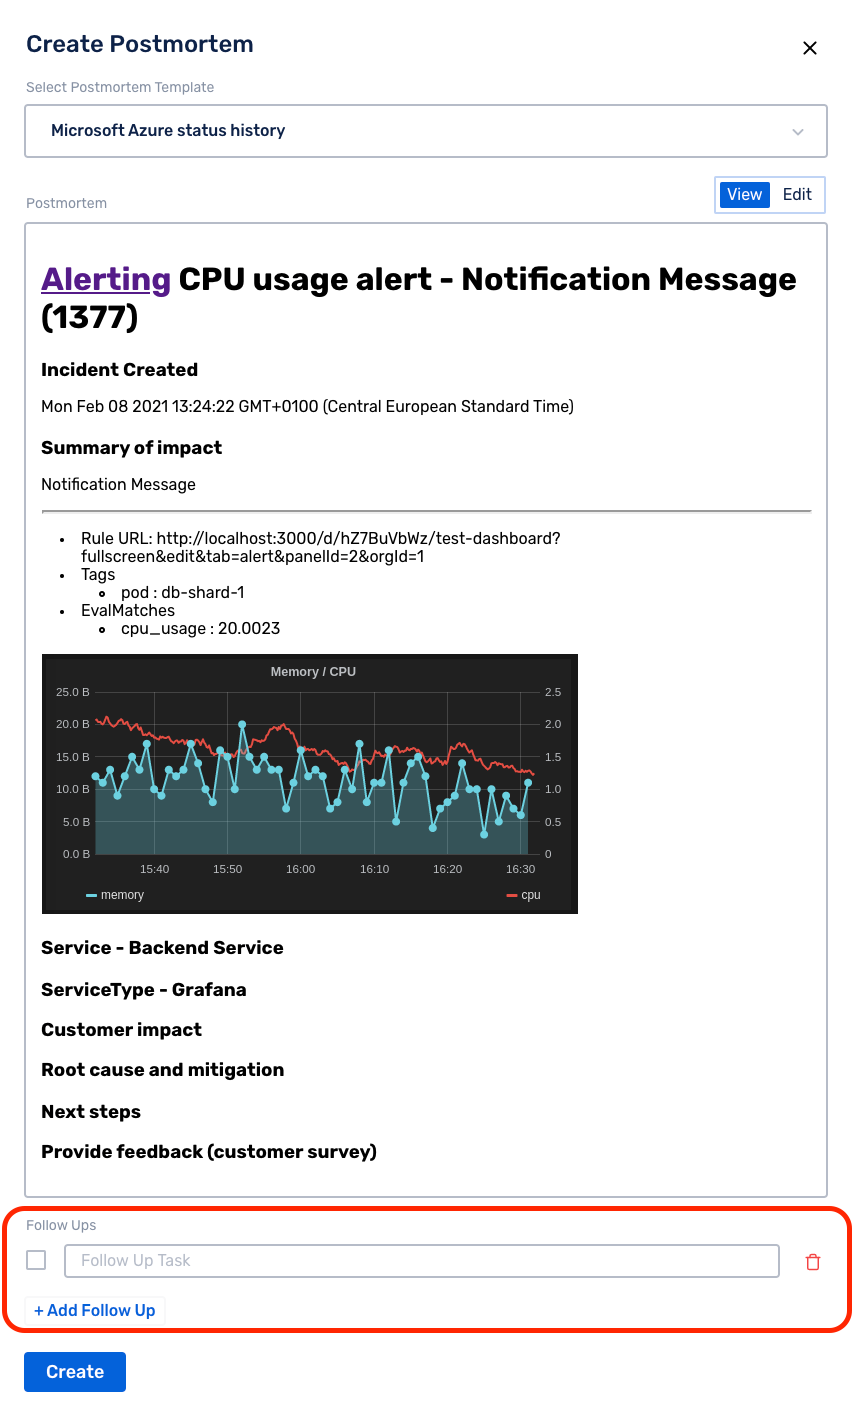 Create Postmortem
Select Postmortem Template
Microsoft Azure status history
Postmortem
View Edit
Alerting CPU usage alert - Notification Message
(1377)
Incident Created
Mon Feb 08 2021 13:24:22 GMT+0100 (Central European Standard Time)
Summary of impact
Notification Message
Rule URL: http://localhost:3000/d/hZ7BuVbWz/test-dashboard?
fullscreen&edit&tab=alert&panelId=2&orgId=1
Tags
pod : db-shard-1
EvalMatches
cpu_usage : 20.0023
Memory / CPU
25.0 B 2.5
20.0 B 2.0
15.0 B 1.5
10.0 B 1.0
5.0 B 0.5
0.0 B 0
15:40 15:50 16:00 16:10 16:20 16:30
memory cpu
Service - Backend Service
ServiceType - Grafana
Customer impact
Root cause and mitigation
Next steps
Provide feedback (customer survey)
Follow Ups
Follow Up Task
+ Add Follow Up
Create